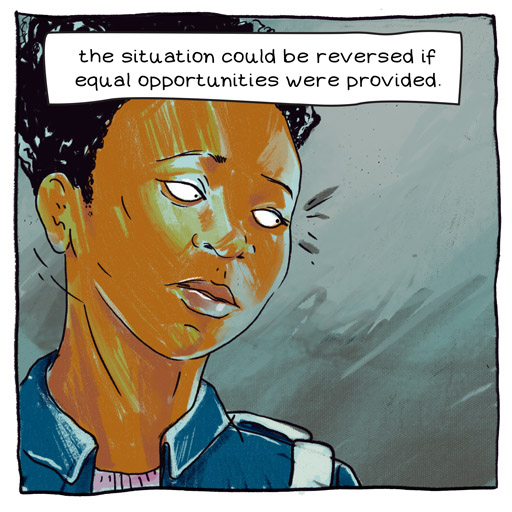 the situation could be reversed if
equal opportunities were provided.